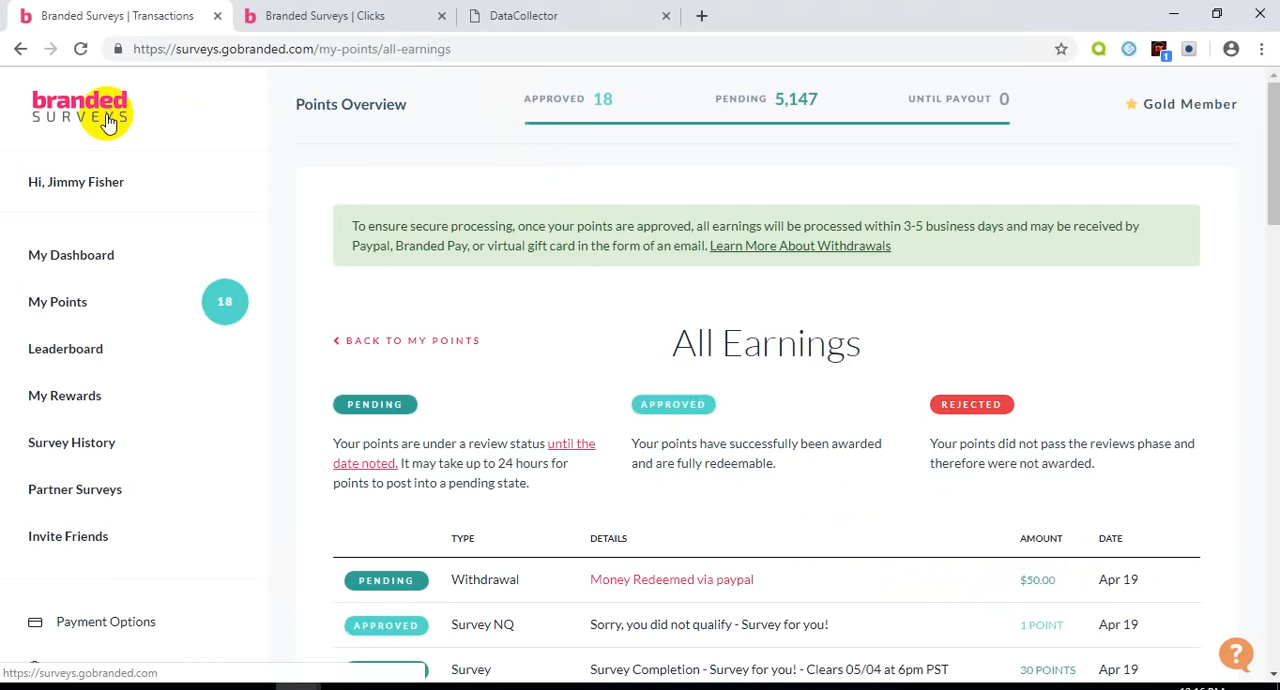 Branded Surveys | Transactions
Branded Surveys | Clicks
DataCollector
https://surveys.gobranded.com/my-points/all-earnings
1
branded
SURVEYS
Points Overview
APPROVED 18
PENDING 5,147
UNTIL PAYOUT 0
Gold Member
Hi, Jimmy Fisher
My Dashboard
My Points
18
Leaderboard
My Rewards
Survey History
Partner Surveys
Invite Friends
Payment Options
To ensure secure processing, once your points are approved, all earnings will be processed within 3-5 business days and may be received by
Paypal, Branded Pay, or virtual gift card in the form of an email. Learn More About Withdrawals
BACK TO MY POINTS
All Earnings
PENDING
Your points are under a review status until the
date noted. It may take up to 24 hours for
points to post into a pending state.
APPROVED
Your points have successfully been awarded
and are fully redeemable.
REJECTED
Your points did not pass the reviews phase and
therefore were not awarded.
TYPE DETAILS AMOUNT DATE
PENDING Withdrawal Money Redeemed via paypal $50.00 Apr 19
APPROVED Survey NQ Sorry, you did not qualify - Survey for you! 1 POINT Apr 19
Survey Survey Completion - Survey for you! - Clears 05/04 at 6pm PST 30 POINTS Apr 19
?
https://surveys.gobranded.com